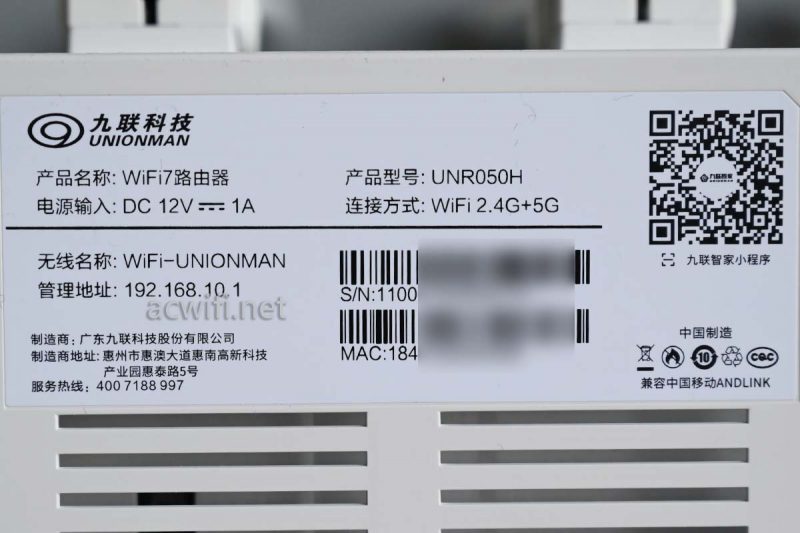 九联科技
UNIONMAN
产品名称: WiFi7路由器
产品型号: UNR050H
电源输入: DC 12V 1A
连接方式: WiFi 2.4G+5G
九联智家小程序
无线名称: WiFi-UNIONMAN
管理地址: 192.168.10.1
acwifi.net
S/N:1100
MAC:184
制造商: 广东九联科技股份有限公司
制造商地址: 惠州市惠澳大道惠南高新科技
产业园惠泰路5号
服务热线: 400 7188 997
中国制造
10
CQC
兼容中国移动ANDLINK